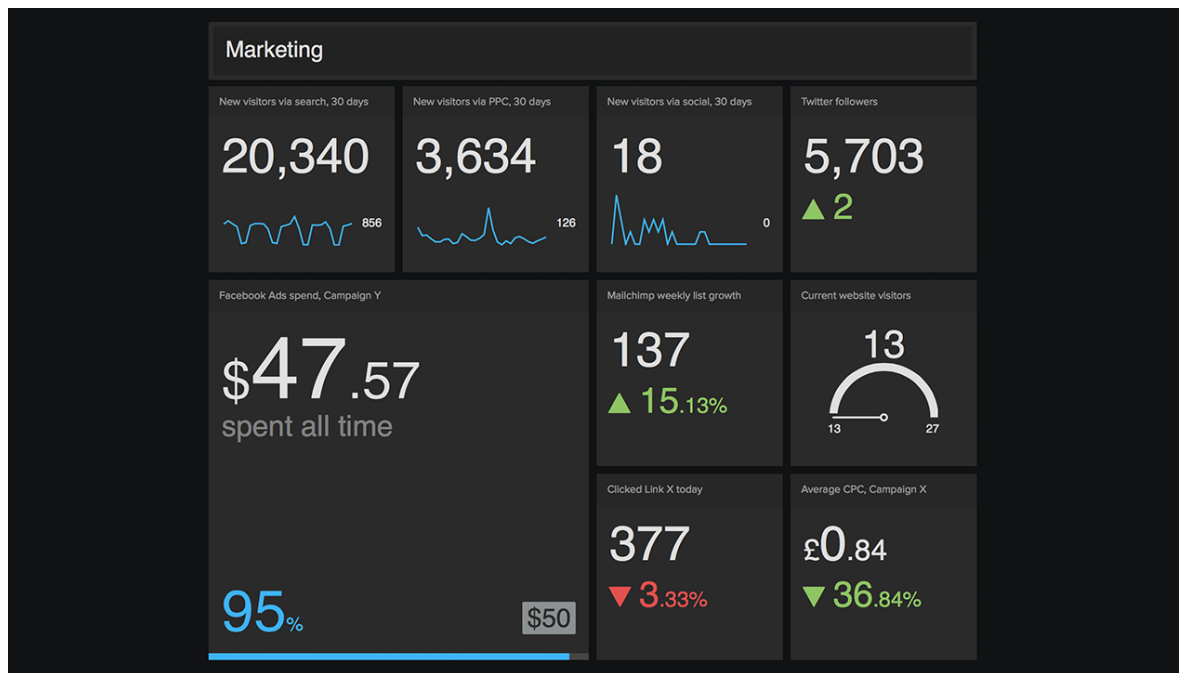 Marketing
New visitors via search, 30 days
20,340
856
New visitors via PPC, 30 days
3,634
126
New visitors via social, 30 days
18
0
Twitter followers
5,703
▲ 2
Facebook Ads spend, Campaign Y
$47.57
spent all time
95%
$50
Mailchimp weekly list growth
137
▲ 15.13%
Current website visitors
13
13 27
Clicked Link X today
377
▼ 3.33%
Average CPC, Campaign X
£0.84
▼ 36.84%